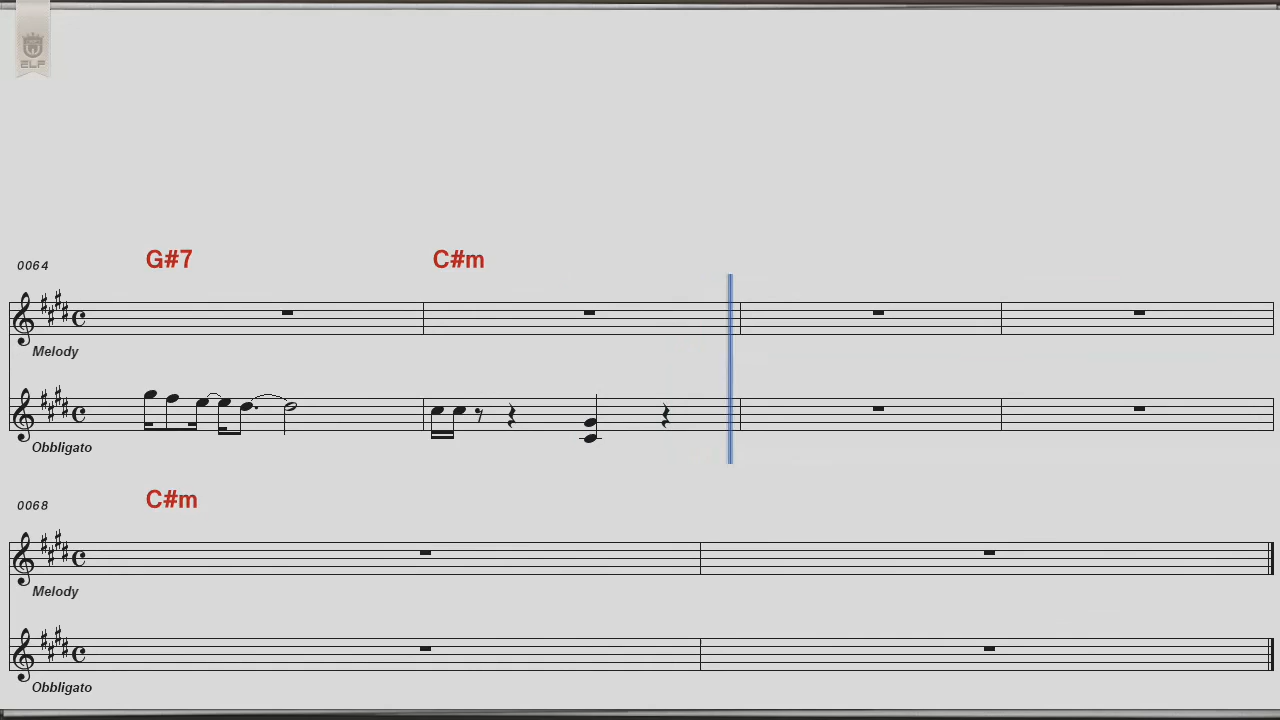 ELF
0064 G#7 C#m
Melody
Obbligato
0068 C#m
Melody
Obbligato